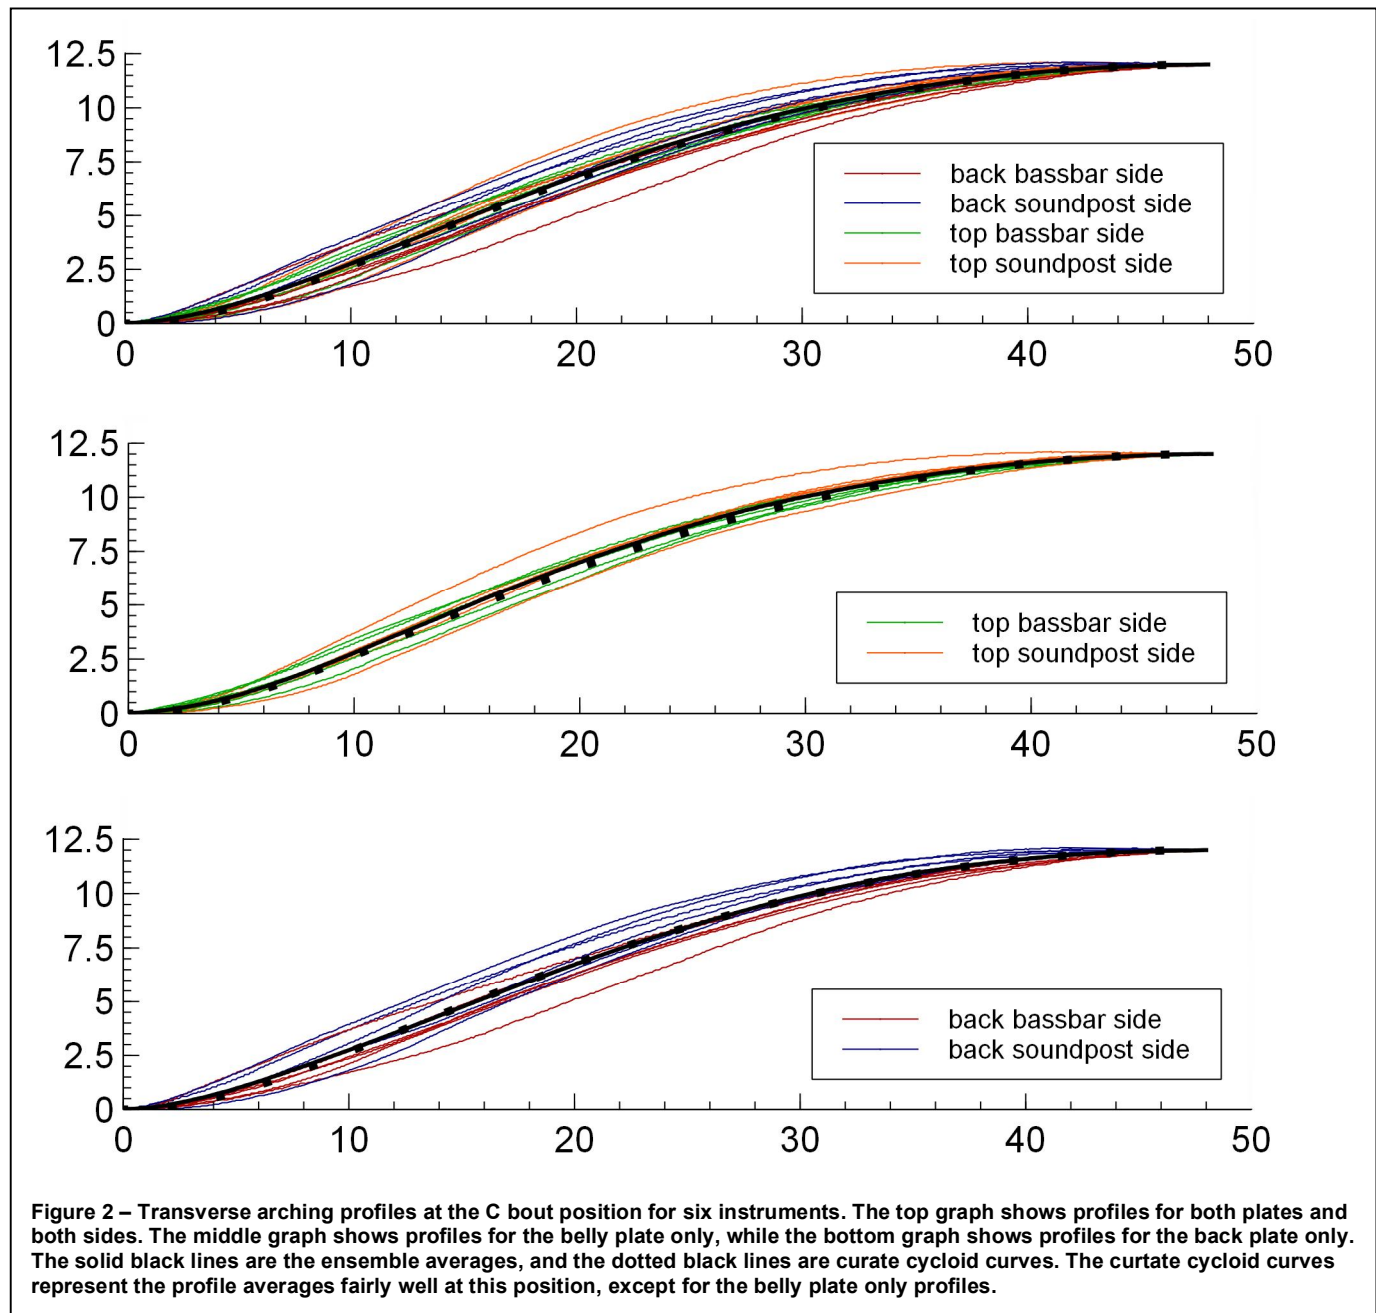 12.5
10
7.5
5
2.5
0
0 10 20 30 40 50
back bassbar side
back soundpost side
top bassbar side
top soundpost side
12.5
10
7.5
5
2.5
0
0 10 20 30 40 50
top bassbar side
top soundpost side
12.5
10
7.5
5
2.5
0
0 10 20 30 40 50
back bassbar side
back soundpost side
Figure 2 – Transverse arching profiles at the C bout position for six instruments. The top graph shows profiles for both plates and
both sides. The middle graph shows profiles for the belly plate only, while the bottom graph shows profiles for the back plate only.
The solid black lines are the ensemble averages, and the dotted black lines are curate cycloid curves. The curtate cycloid curves
represent the profile averages fairly well at this position, except for the belly plate only profiles.